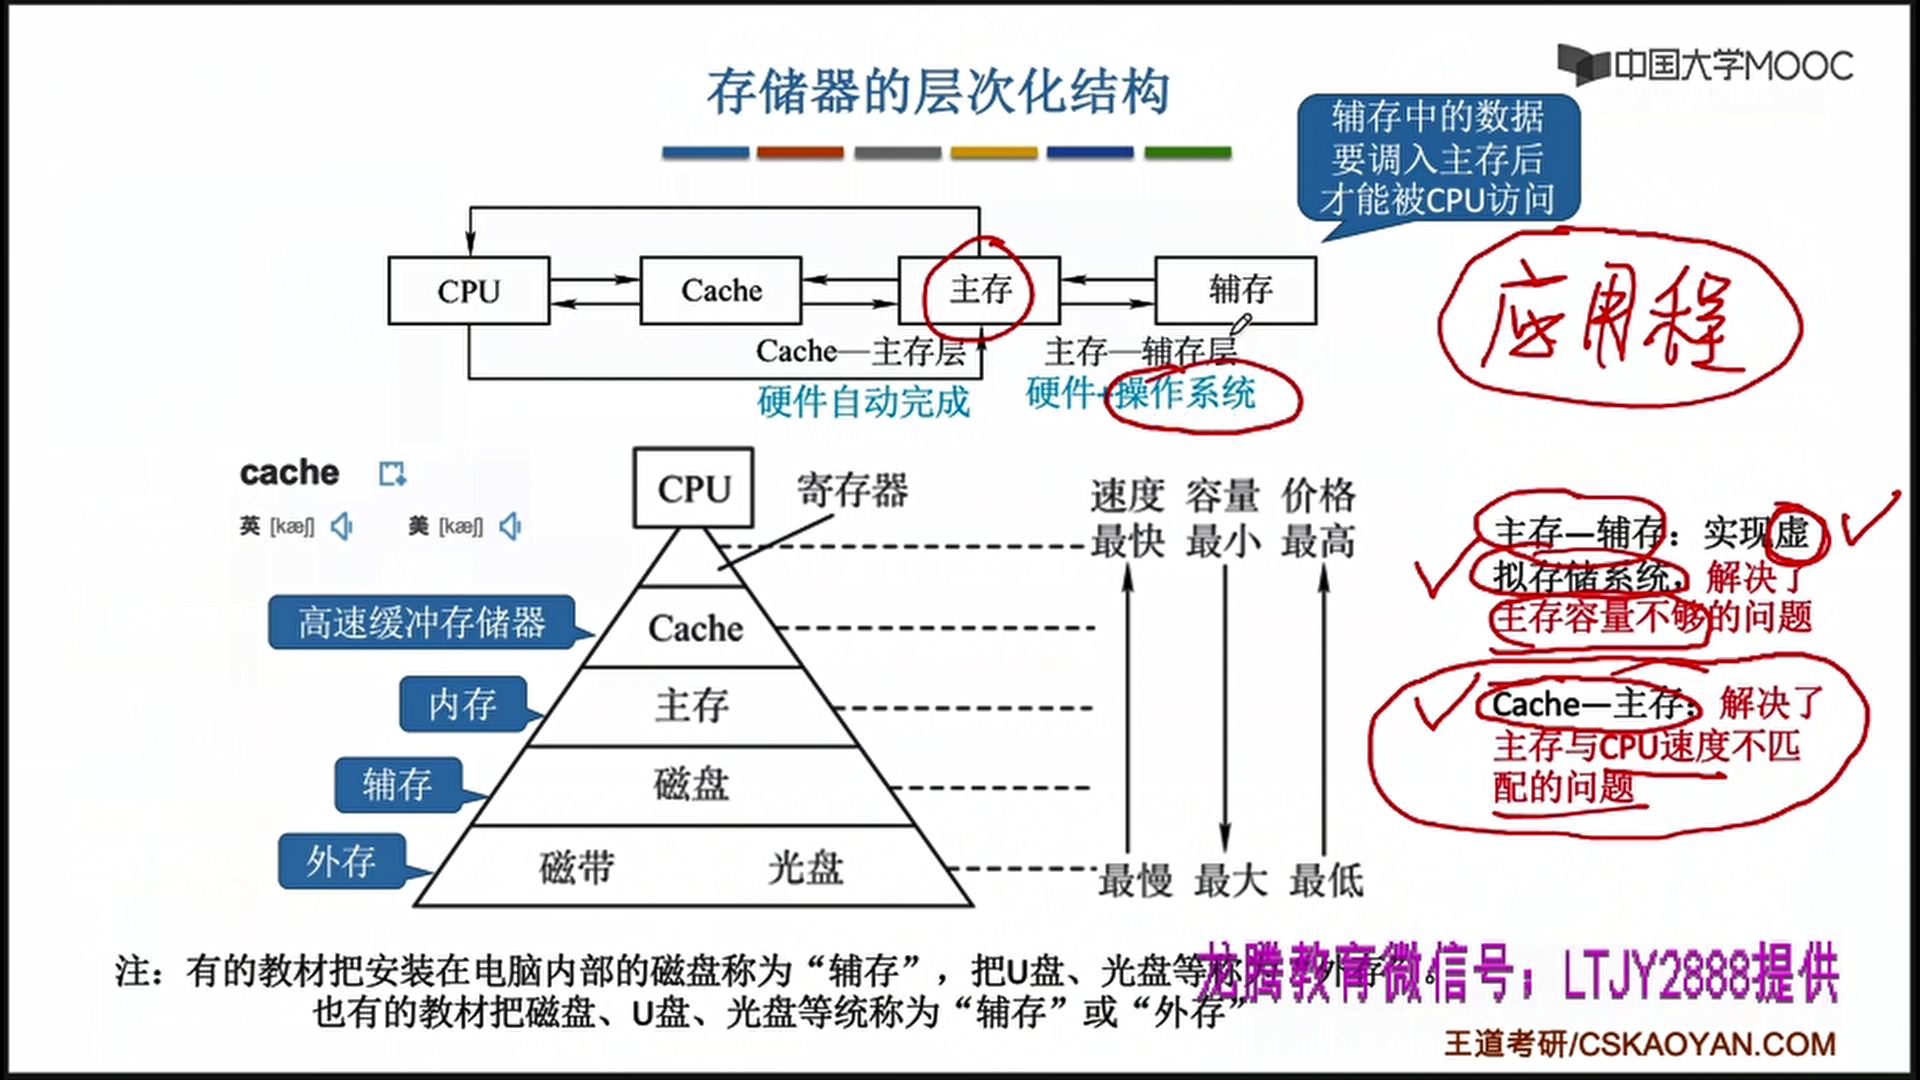 中国大学MOOC
存储器的层次化结构
辅存中的数据
要调入主存后
才能被CPU访问
CPU
Cache
主存
辅存
应用程
Cache—主存层
主存—辅存层
硬件自动完成
硬件+操作系统
cache
英 [kæʃ] 美 [kæʃ]
CPU
寄存器
速度 容量 价格
最快 最小 最高
高速缓冲存储器
Cache
内存
主存
辅存
磁盘
外存
磁带 光盘
最慢 最大 最低
主存—辅存：实现虚
拟存储系统，解决了
主存容量不够的问题
Cache—主存：解决了
主存与CPU速度不匹
配的问题
注：有的教材把安装在电脑内部的磁盘称为“辅存”，把U盘、光盘等称为“外存”。
也有的教材把磁盘、U盘、光盘等统称为“辅存”或“外存”
龙腾教育微信号：LTJY2888提供
王道考研/CSKAOYAN.COM